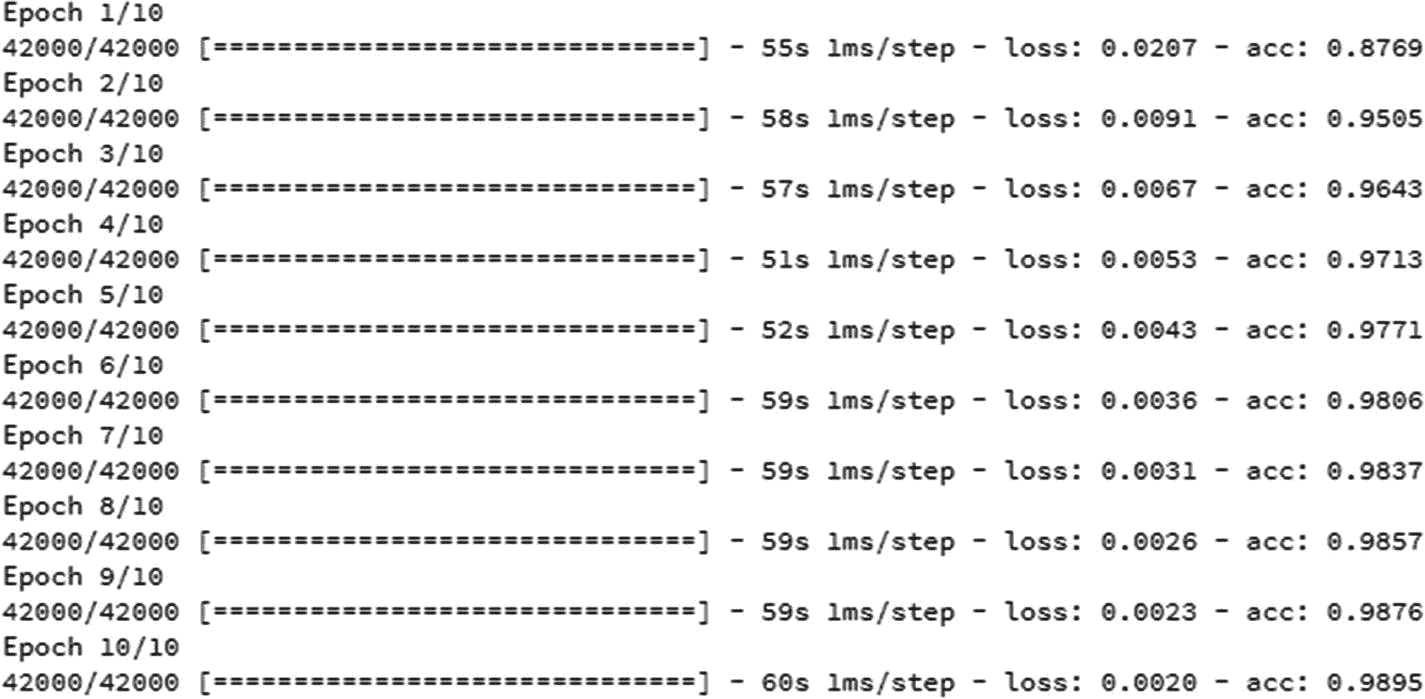 Epoch 1/10
42000/42000 [==============================] - 55s 1ms/step - loss: 0.0207 - acc: 0.8769
Epoch 2/10
42000/42000 [==============================] - 58s 1ms/step - loss: 0.0091 - acc: 0.9505
Epoch 3/10
42000/42000 [==============================] - 57s 1ms/step - loss: 0.0067 - acc: 0.9643
Epoch 4/10
42000/42000 [==============================] - 51s 1ms/step - loss: 0.0053 - acc: 0.9713
Epoch 5/10
42000/42000 [==============================] - 52s 1ms/step - loss: 0.0043 - acc: 0.9771
Epoch 6/10
42000/42000 [==============================] - 59s 1ms/step - loss: 0.0036 - acc: 0.9806
Epoch 7/10
42000/42000 [==============================] - 59s 1ms/step - loss: 0.0031 - acc: 0.9837
Epoch 8/10
42000/42000 [==============================] - 59s 1ms/step - loss: 0.0026 - acc: 0.9857
Epoch 9/10
42000/42000 [==============================] - 59s 1ms/step - loss: 0.0023 - acc: 0.9876
Epoch 10/10
42000/42000 [==============================] - 60s 1ms/step - loss: 0.0020 - acc: 0.9895